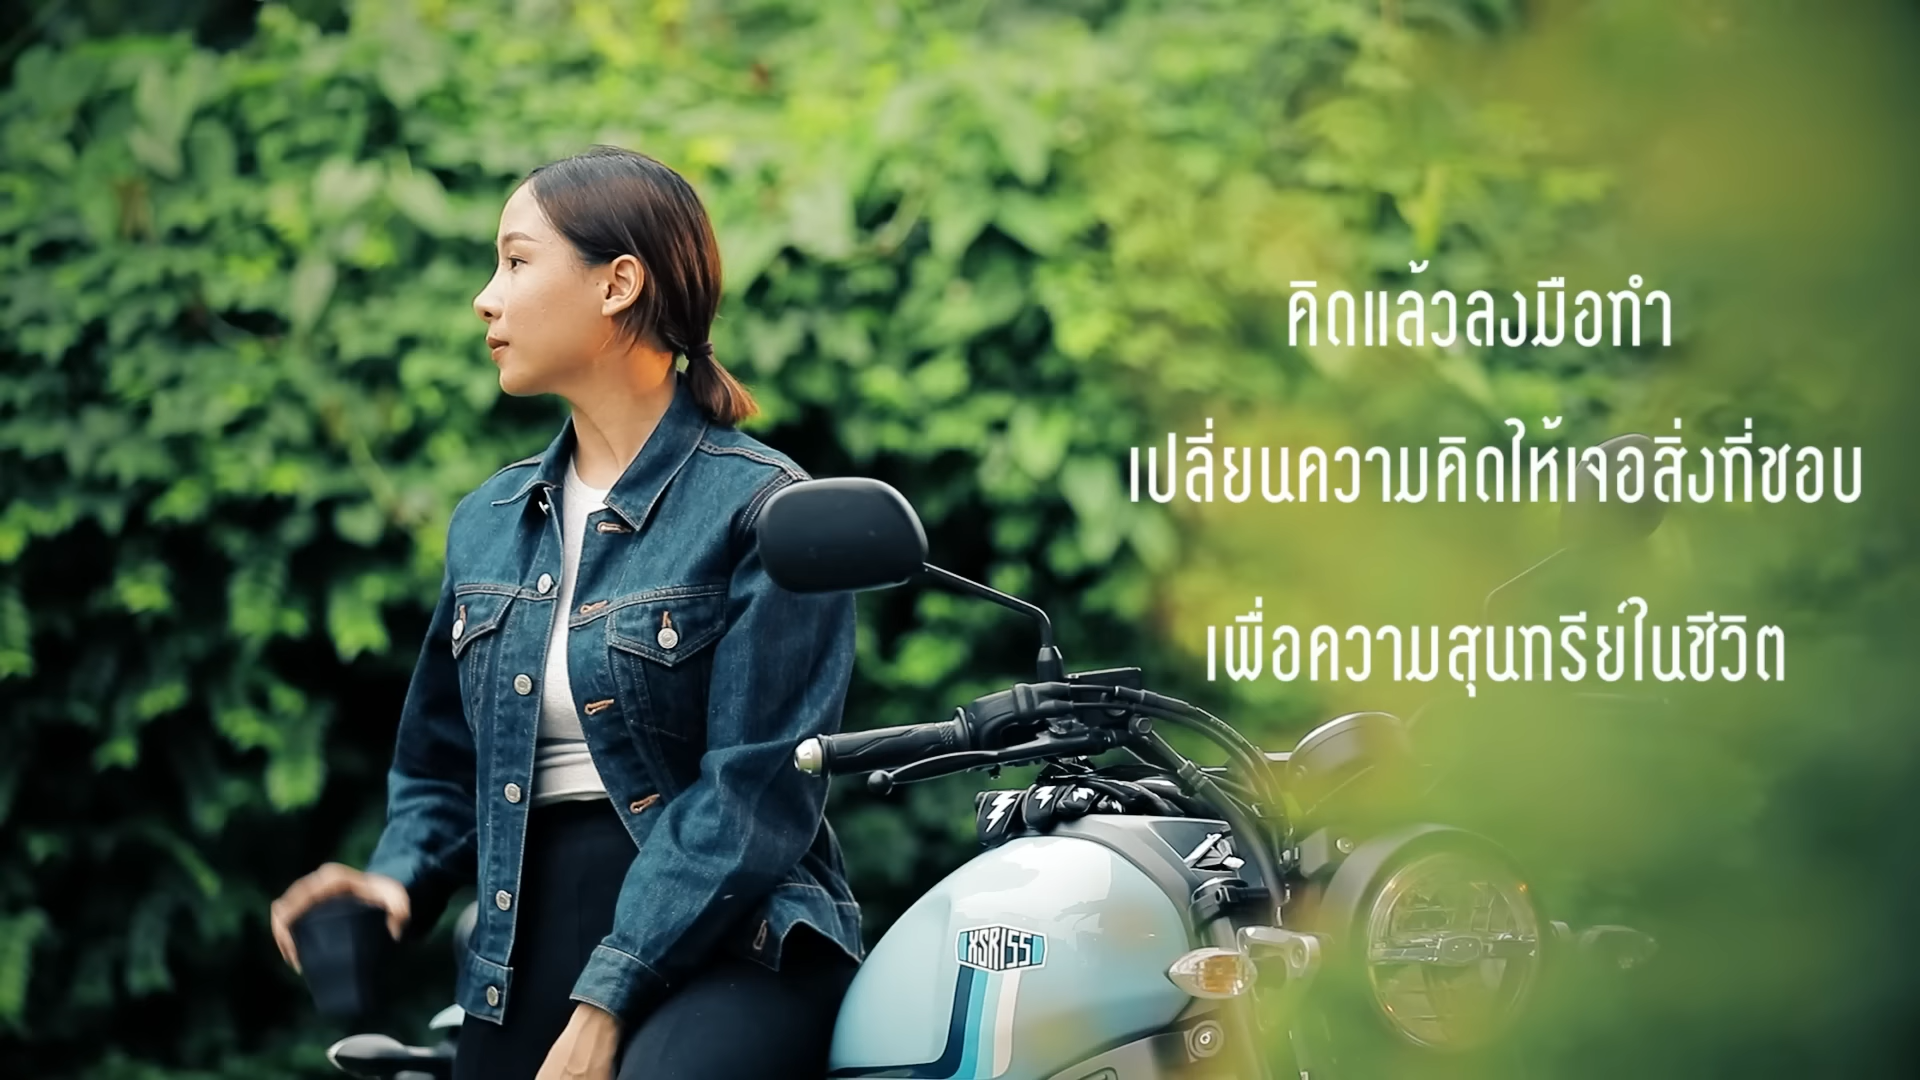 คิดแล้วลงมือทำ
เปลี่ยนความคิดให้เจอสิ่งที่ชอบ
เพื่อความสุนทรีย์ในชีวิต
XSR155